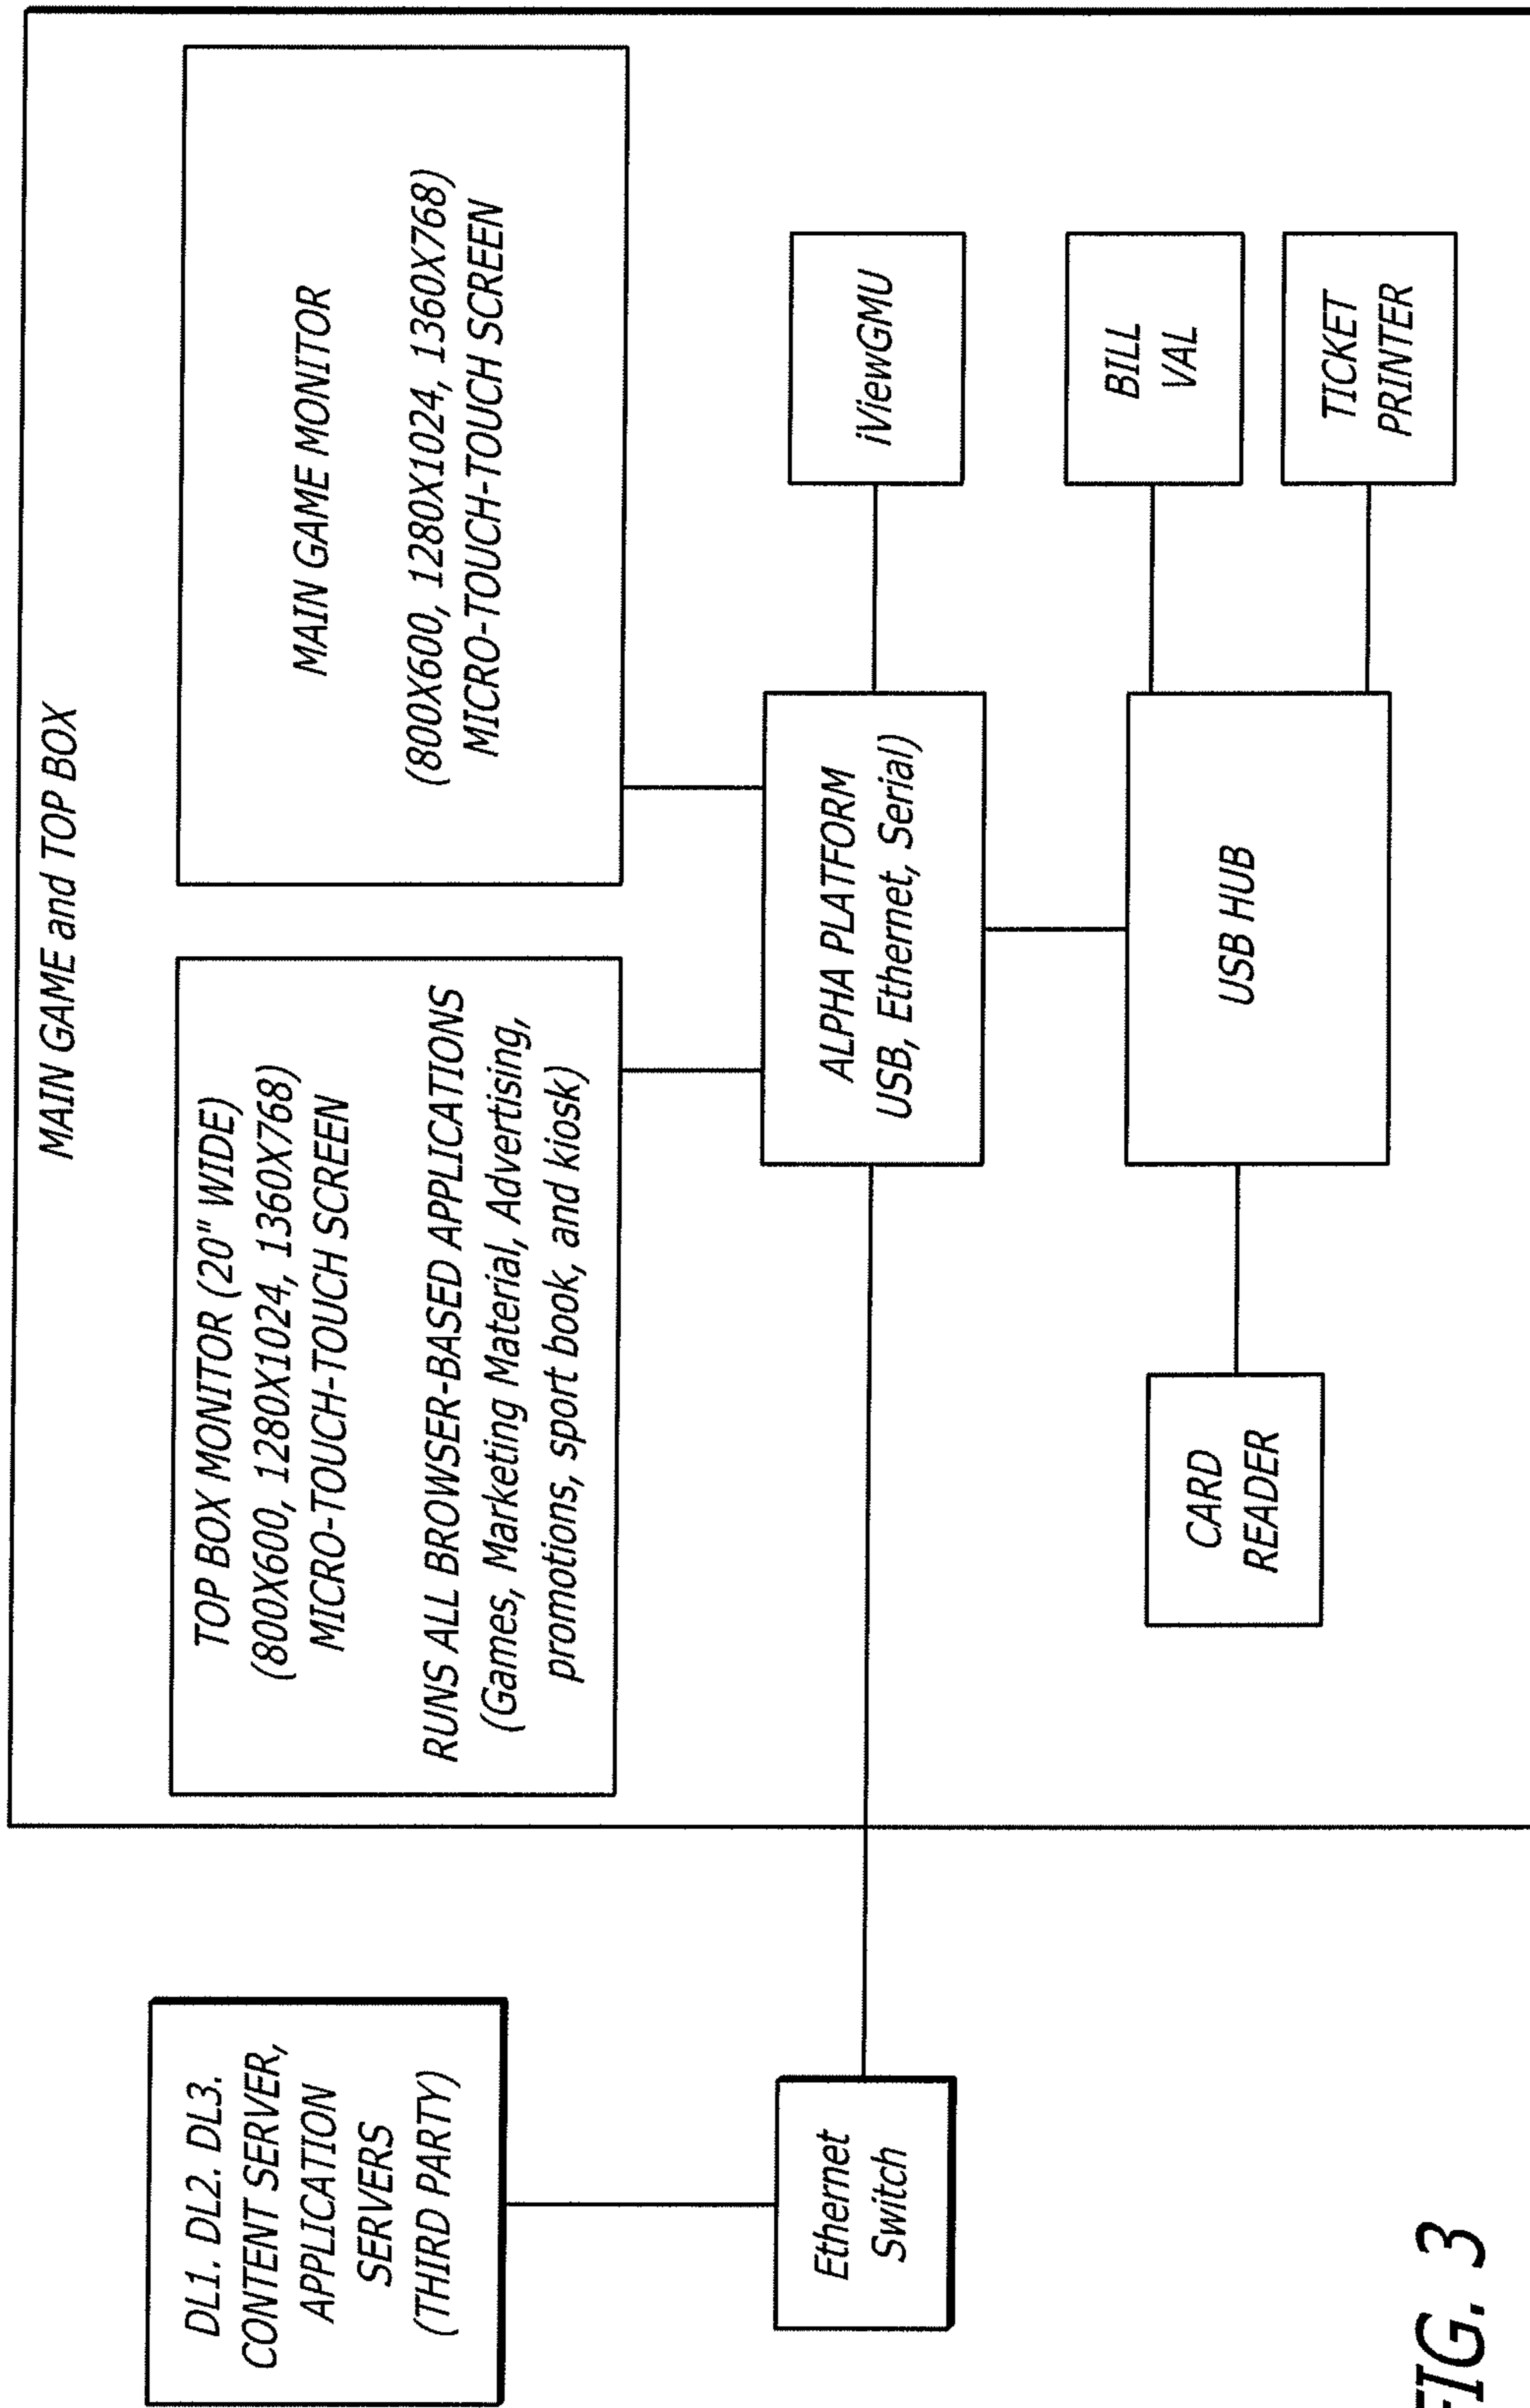 MAIN GAME and TOP BOX
DL1. DL2. DL3.
CONTENT SERVER,
APPLICATION
SERVERS
(THIRD PARTY)
TOP BOX MONITOR (20" WIDE)
(800X600, 1280X1024, 1360X768)
MICRO-TOUCH-TOUCH SCREEN
RUNS ALL BROWSER-BASED APPLICATIONS
(Games, Marketing Material, Advertising,
promotions, sport book, and kiosk)
MAIN GAME MONITOR
(800X600, 1280X1024, 1360X768)
MICRO-TOUCH-TOUCH SCREEN
Ethernet
Switch
ALPHA PLATFORM
USB, Ethernet, Serial)
iViewGMU
CARD
READER
USB HUB
BILL
VAL
TICKET
PRINTER
FIG. 3